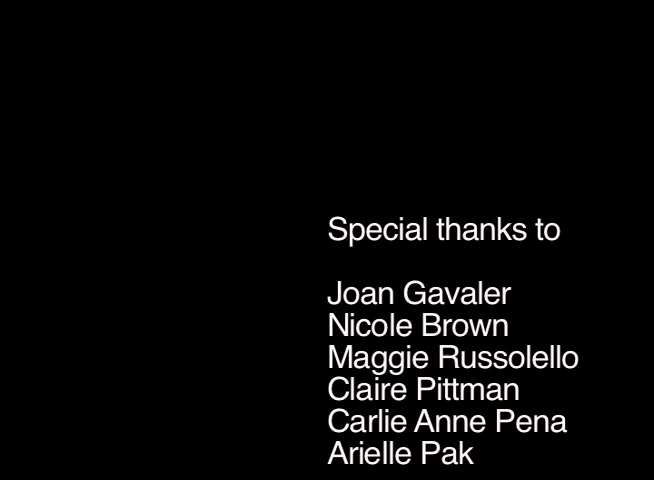 Special thanks to
Joan Gavaler
Nicole Brown
Maggie Russolello
Claire Pittman
Carlie Anne Pena
Arielle Pak